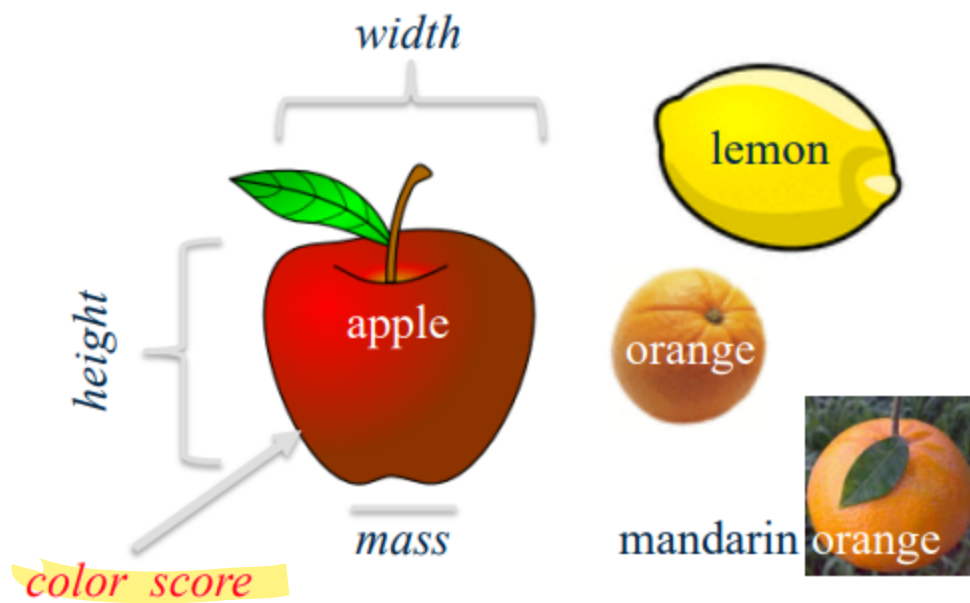 width
lemon
height
apple
orange
mass
mandarin orange
color score